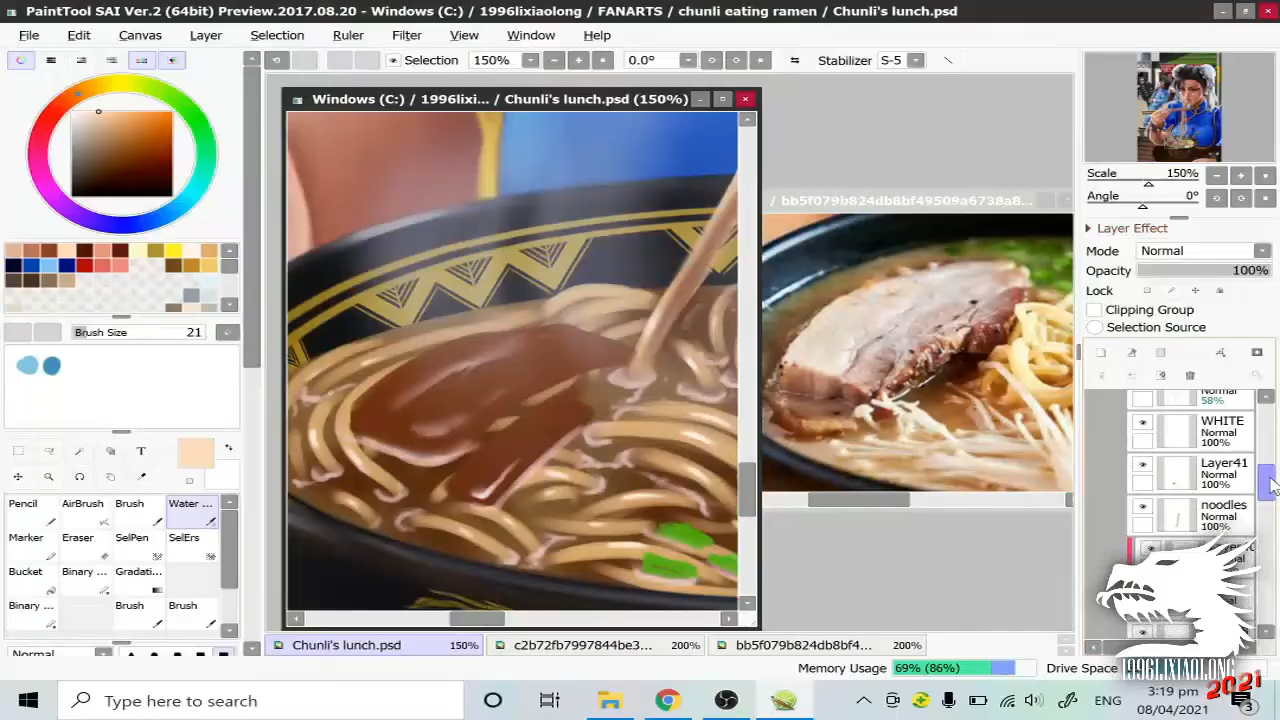 PaintTool SAI Ver.2 (64bit) Preview.2017.08.20 - Windows (C:) / 1996lixiaolong / FANARTS / chunli eating ramen / Chunli's lunch.psd
File Edit Canvas Layer Selection Ruler Filter View Window Help
Selection 150% 0.0° Stabilizer S-5
Windows (C:) / 1996lixi... / Chunli's lunch.psd (150%)
/ bb5f079b824db8bf49509a6738a8...
Scale 150%
Angle 0°
Layer Effect
Mode Normal
Opacity 100%
Lock
Clipping Group
Selection Source
Brush Size 21
T
Normal
58%
WHITE
Normal
100%
Layer41
Normal
100%
noodles
Normal
100%
Pencil AirBrush Brush Water ...
Marker Eraser SelPen SelErs
Bucket Binary ... Gradati...
Binary ... Brush Brush
Normal
Chunli's lunch.psd 150% c2b72fb7997844be3... 200% bb5f079b824db8bf4... 200%
Memory Usage 69% (86%) Drive Space
1996LIXIAOLONG
2021
Type here to search
ENG
3:19 pm
08/04/2021
3